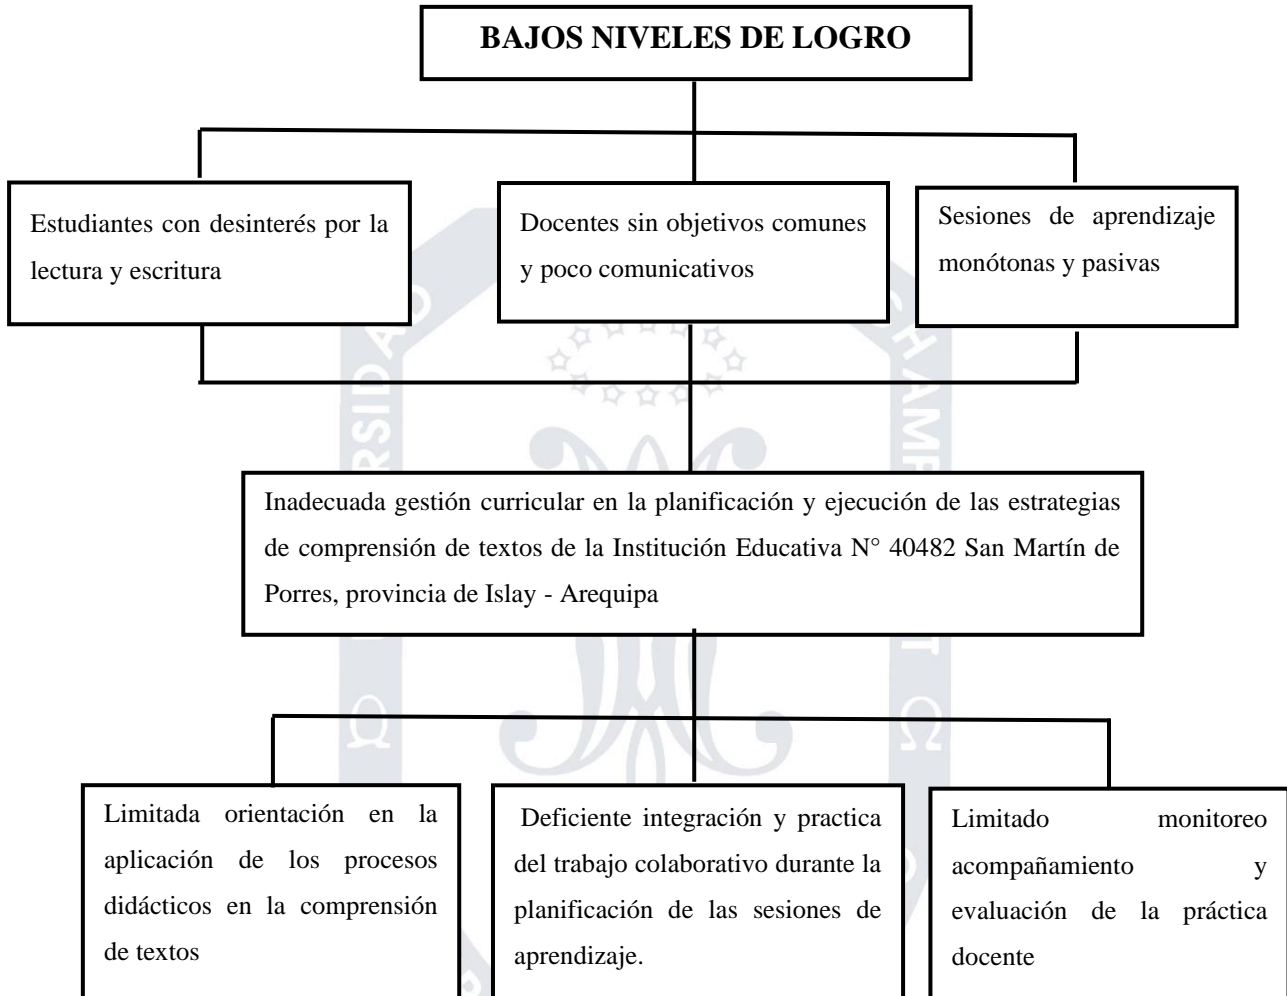 BAJOS NIVELES DE LOGRO
Estudiantes con desinterés por la
lectura y escritura
Docentes sin objetivos comunes
y poco comunicativos
Sesiones de aprendizaje
monótonas y pasivas
Inadecuada gestión curricular en la planificación y ejecución de las estrategias
de comprensión de textos de la Institución Educativa N° 40482 San Martín de
Porres, provincia de Islay - Arequipa
Limitada orientación en la
aplicación de los procesos
didácticos en la comprensión
de textos
Deficiente integración y practica
del trabajo colaborativo durante la
planificación de las sesiones de
aprendizaje.
Limitado monitoreo
acompañamiento y
evaluación de la práctica
docente